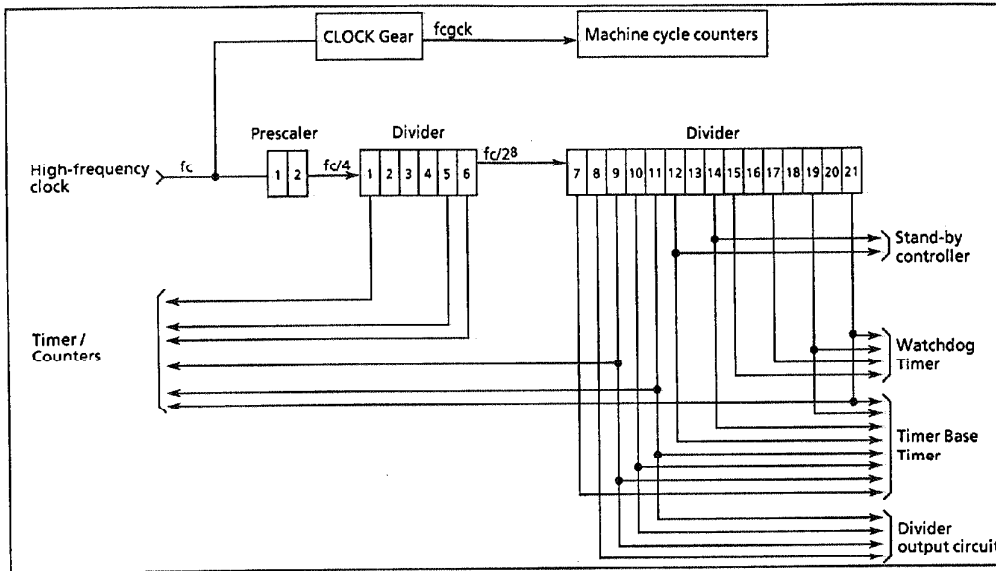 CLOCK Gear
fcgck
Machine cycle counters
Prescaler
Divider
Divider
High-frequency
clock
fc
1 2
fc/4
1 2 3 4 5 6
fc/2⁸
7 8 9 10 11 12 13 14 15 16 17 18 19 20 21
Stand-by
controller
Timer /
Counters
Watchdog
Timer
Timer Base
Timer
Divider
output circuit